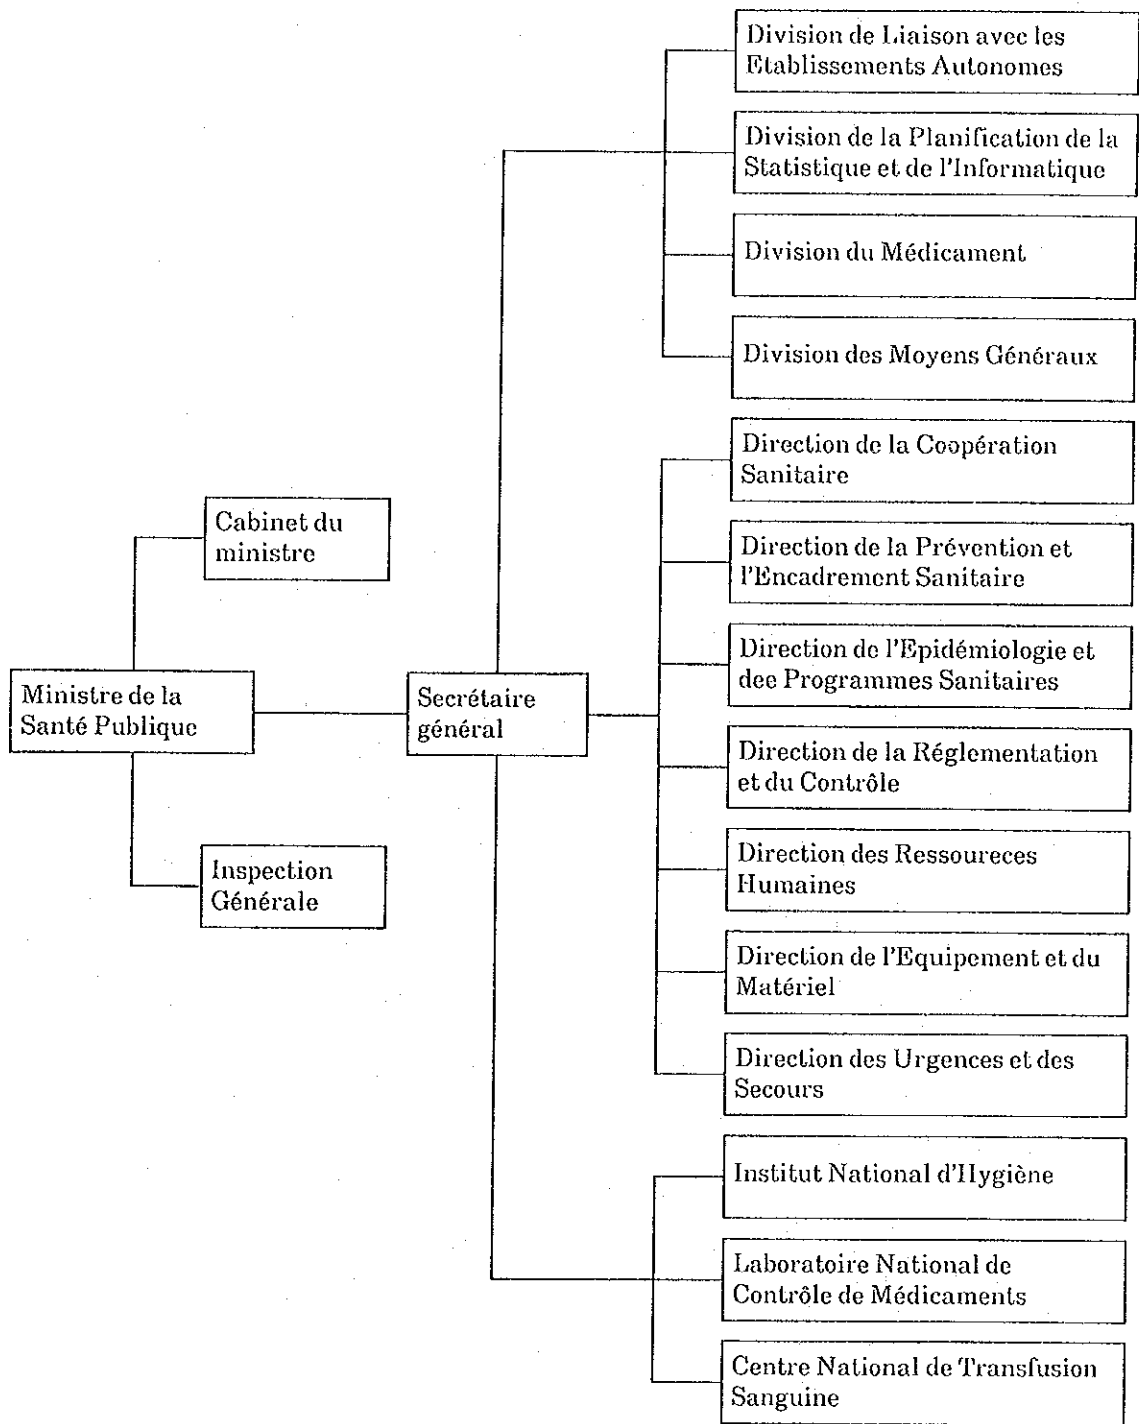 Division de Liaison avec les
Etablissements Autonomes
Division de la Planification de la
Statistique et de l'Informatique
Division du Médicament
Division des Moyens Généraux
Direction de la Coopération
Sanitaire
Cabinet du
ministre
Direction de la Prévention et
l'Encadrement Sanitaire
Direction de l'Epidémiologie et
dee Programmes Sanitaires
Ministre de la
Santé Publique
Secrétaire
général
Direction de la Réglementation
et du Contrôle
Inspection
Générale
Direction des Ressoureces
Humaines
Direction de l'Equipement et du
Matériel
Direction des Urgences et des
Secours
Institut National d'Hygiène
Laboratoire National de
Contrôle de Médicaments
Centre National de Transfusion
Sanguine